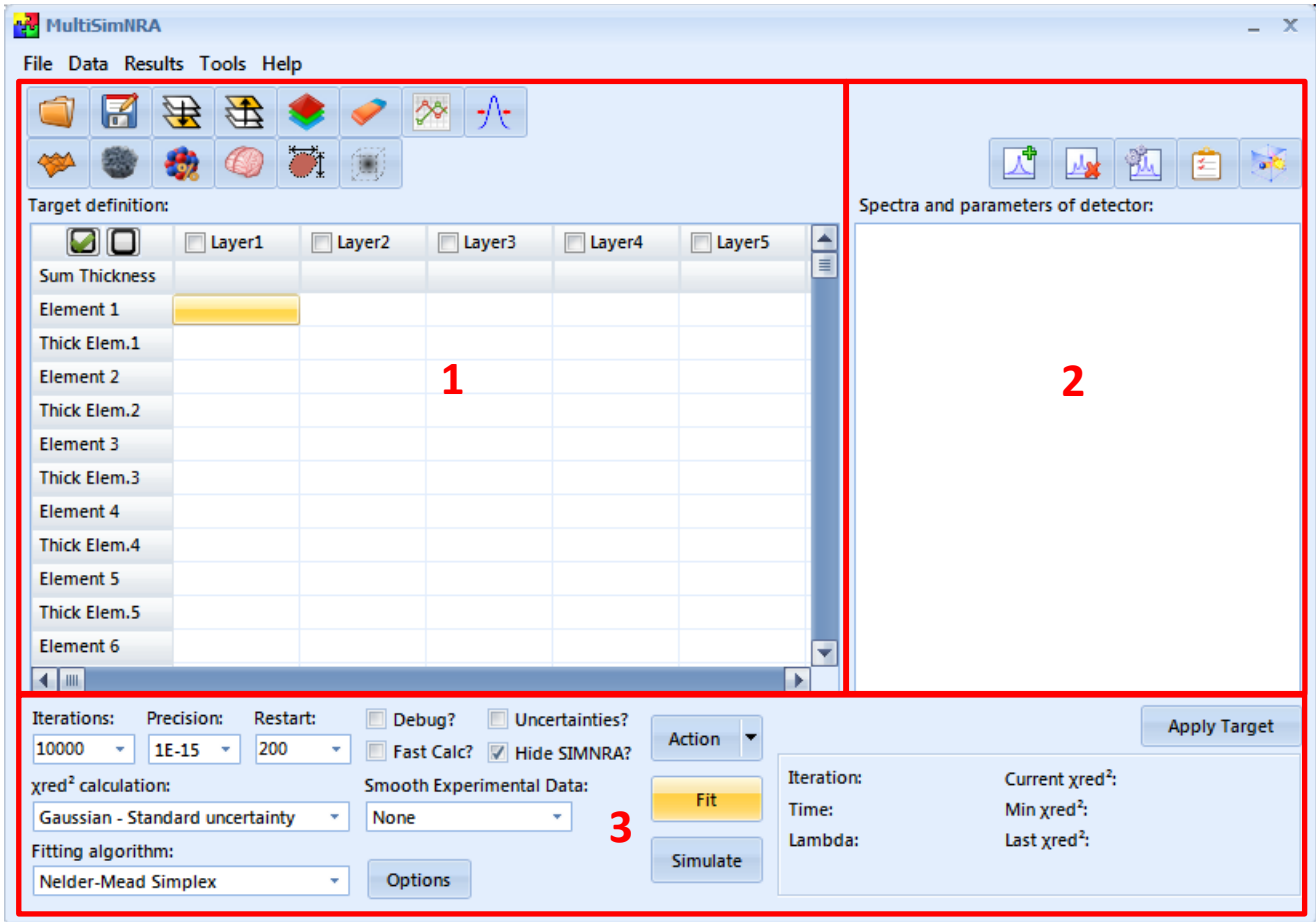 MultiSimNRA
File Data Results Tools Help
Target definition:
Layer1 Layer2 Layer3 Layer4 Layer5
Sum Thickness
Element 1
Thick Elem.1
Element 2
Thick Elem.2
Element 3
Thick Elem.3
Element 4
Thick Elem.4
Element 5
Thick Elem.5
Element 6
1
Spectra and parameters of detector:
2
Iterations: Precision: Restart:
10000 1E-15 200
Debug? Uncertainties?
Fast Calc? Hide SIMNRA?
χred² calculation:
Gaussian - Standard uncertainty
Smooth Experimental Data:
None
Fitting algorithm:
Nelder-Mead Simplex
Options
3
Action
Fit
Simulate
Apply Target
Iteration: Current χred²:
Time: Min χred²:
Lambda: Last χred²: